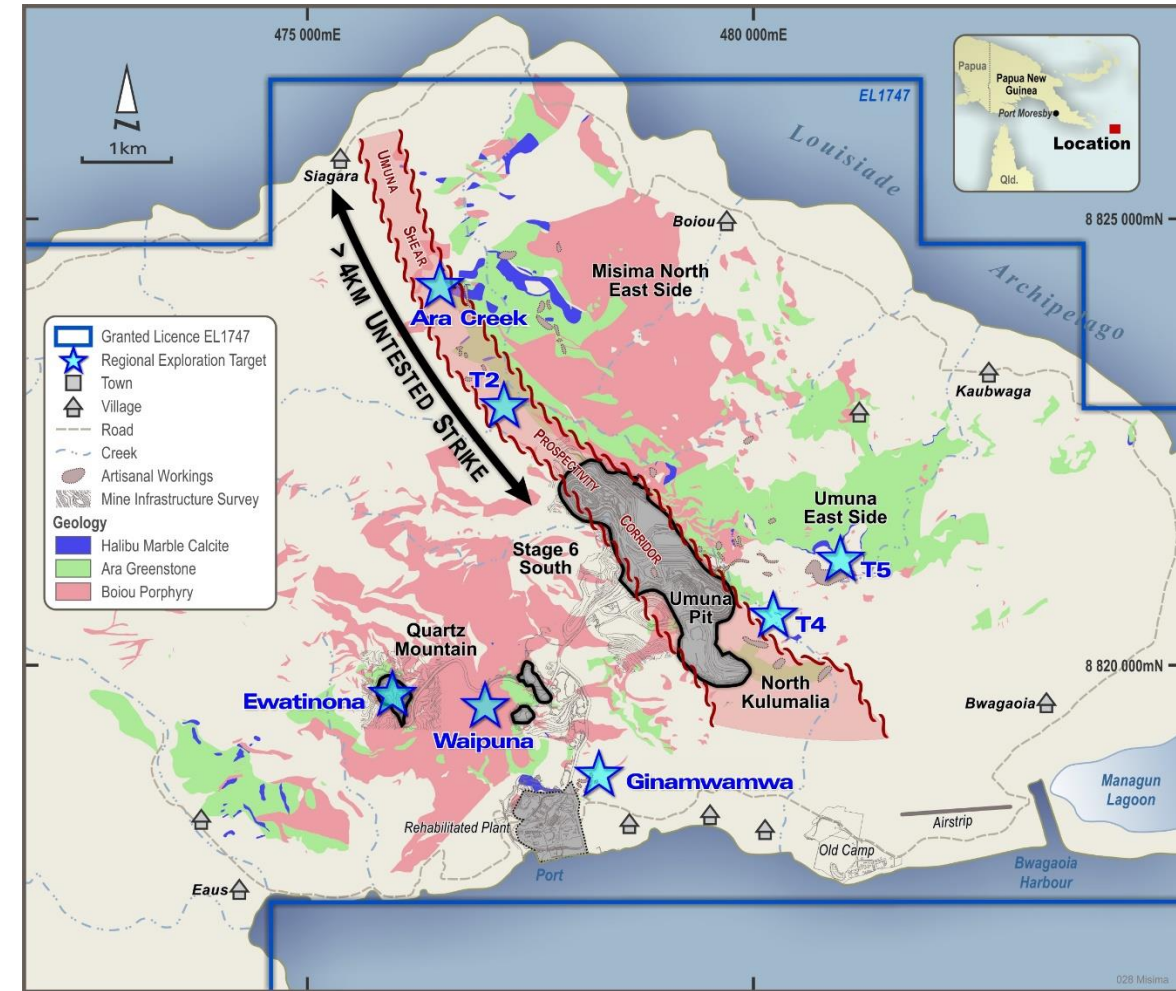 475 000mE
480 000mE
N
1km
EL1747
Papua
Papua New
Guinea
Port Moresby
Location
Qld.
Louisiade
Archipelago
8 825 000mN
8 820 000mN
Siagara
UMUNA
SHEAR
PROSPECTIVITY
CORRIDOR
> 4KM UNTESTED STRIKE
Boiou
Misima North
East Side
Ara Creek
T2
Kaubwaga
Granted Licence EL1747
Regional Exploration Target
Town
Village
Road
Creek
Artisanal Workings
Mine Infrastructure Survey
Geology
Halibu Marble Calcite
Ara Greenstone
Boiou Porphyry
Umuna
East Side
Stage 6
South
T5
Umuna
Pit
T4
Quartz
Mountain
North
Kulumalia
Ewatinona
Waipuna
Bwagaoia
Ginamwamwa
Managun
Lagoon
Rehabilitated Plant
Airstrip
Old Camp
Port
Bwagaoia
Harbour
Eaus
028 Misima